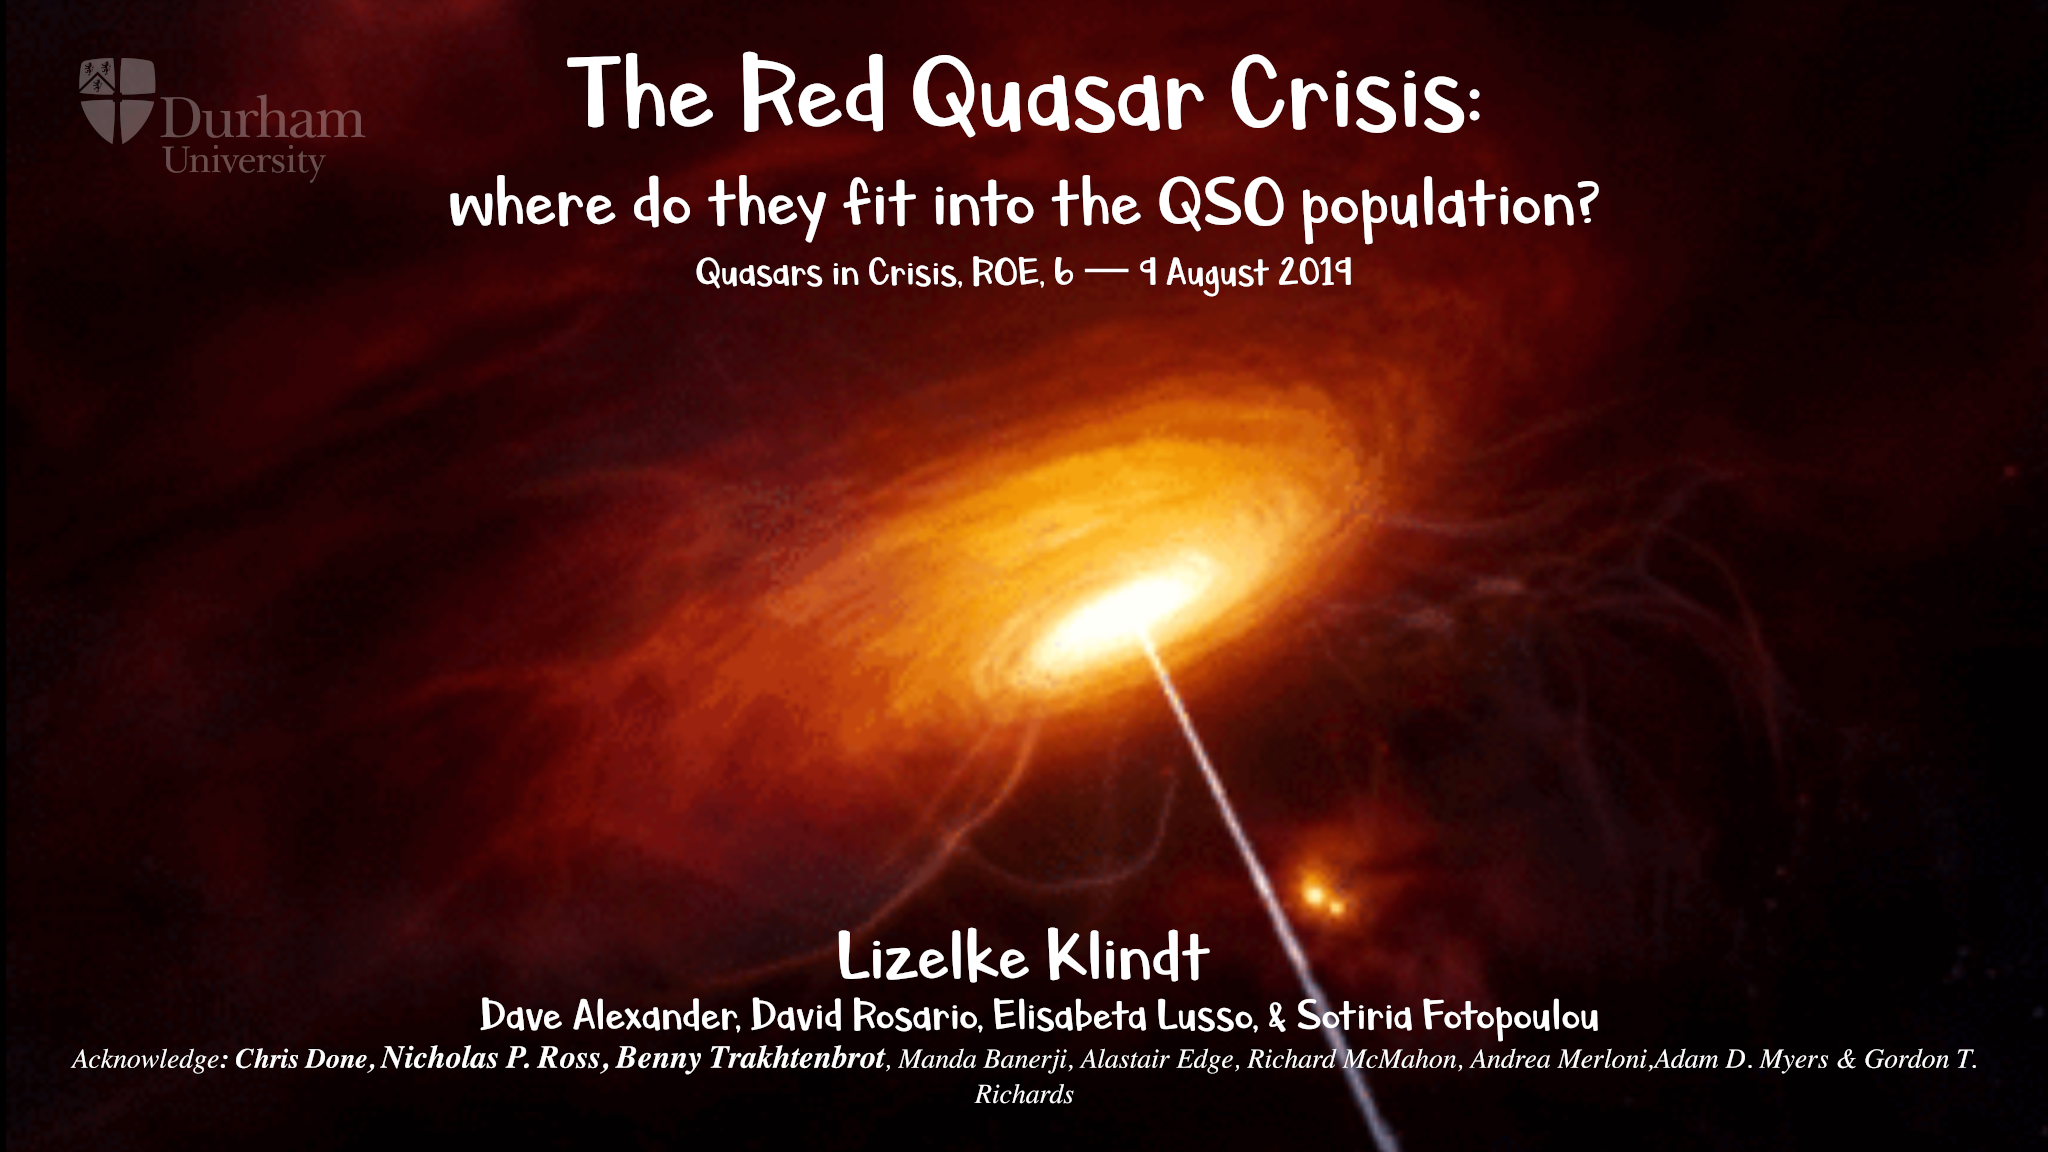 Durham
University
The Red Quasar Crisis:
where do they fit into the QSO population?
Quasars in Crisis, ROE, 6 — 9 August 2019
Lizelke Klindt
Dave Alexander, David Rosario, Elisabeta Lusso, & Sotiria Fotopoulou
Acknowledge: Chris Done, Nicholas P. Ross, Benny Trakhtenbrot, Manda Banerji, Alastair Edge, Richard McMahon, Andrea Merloni,Adam D. Myers & Gordon T.
Richards